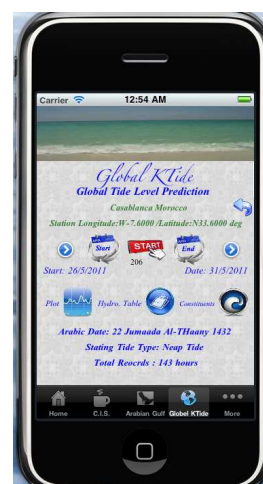 Carrier 12:54 AM
Global KTide
Global Tide Level Prediction
Casablanca Morocco
Station Longitude:W-7.6000 /Latitude:N33.6000 deg
Start START End
206
Start: 26/5/2011 Date: 31/5/2011
Plot Hydro. Table Constituents
Arabic Date: 22 Jumaada Al-THaany 1432
Stating Tide Type: Neap Tide
Total Reocrds : 143 hours
Home C.I.S. Arabian Gulf Globel KTide More